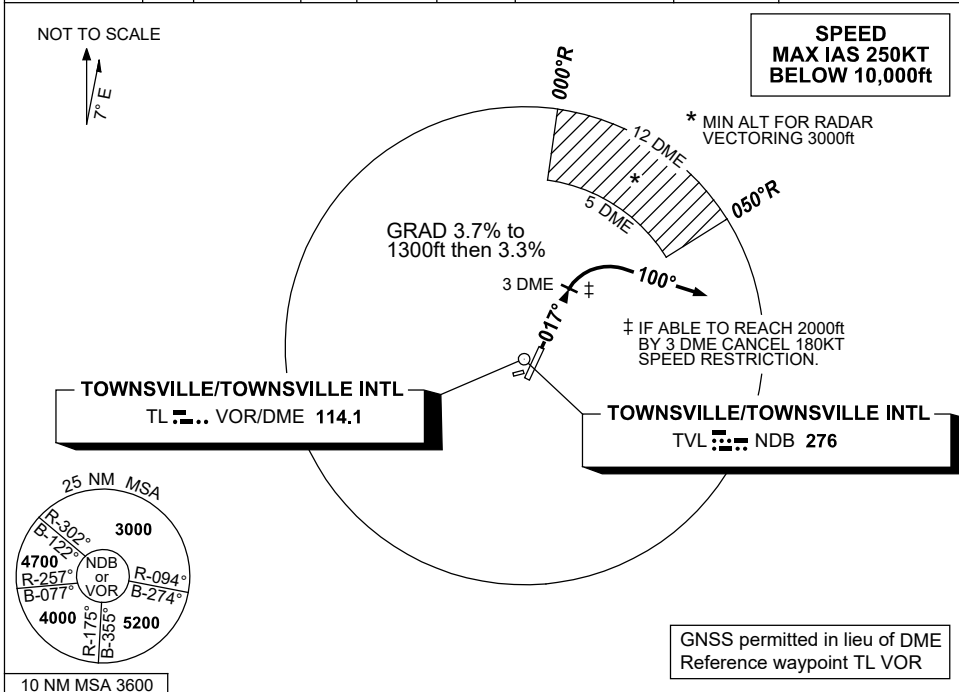 NOT TO SCALE
7° E
SPEED
MAX IAS 250KT
BELOW 10,000ft
000°R
* MIN ALT FOR RADAR
VECTORING 3000ft
12 DME
*
5 DME
050°R
GRAD 3.7% to
1300ft then 3.3%
3 DME
‡
100°
017°
‡ IF ABLE TO REACH 2000ft
BY 3 DME CANCEL 180KT
SPEED RESTRICTION.
TOWNSVILLE/TOWNSVILLE INTL
TL VOR/DME 114.1
TOWNSVILLE/TOWNSVILLE INTL
TVL NDB 276
25 NM MSA
R-302°
B-122°
3000
4700
NDB
or
VOR
R-257°
B-077°
R-094°
B-274°
4000
R-175°
B-355°
5200
10 NM MSA 3600
GNSS permitted in lieu of DME
Reference waypoint TL VOR